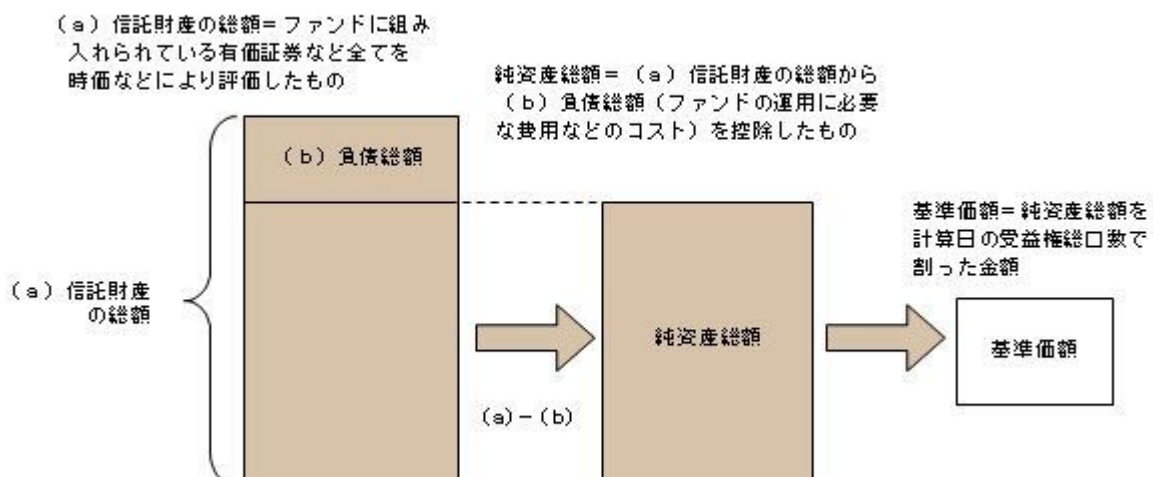 （a）信託財産の総額＝ファンドに組み
入れられている有価証券など全てを
時価などにより評価したもの
純資産総額＝（a）信託財産の総額から
（b）負債総額（ファンドの運用に必要
な費用などのコスト）を控除したもの
（b）負債総額
基準価額＝純資産総額を
計算日の受益権総口数で
割った金額
（a）信託財産
の総額
純資産総額
基準価額
（a）－（b）